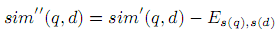 sim''(q, d) = sim'(q, d) − E_{s(q),s(d)}